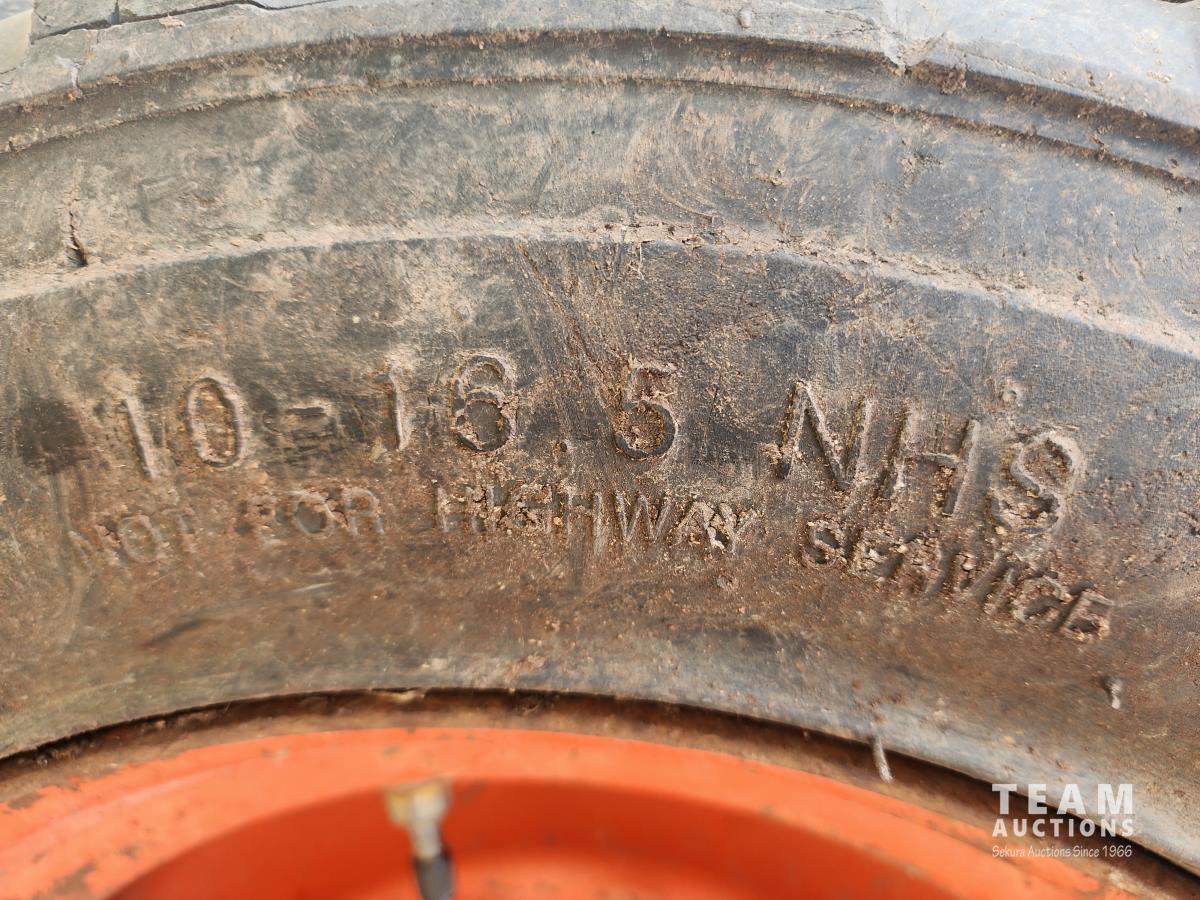 10-16.5 NHS
NOT FOR HIGHWAY SERVICE
TEAM
AUCTIONS
Sekura Auctions Since 1966